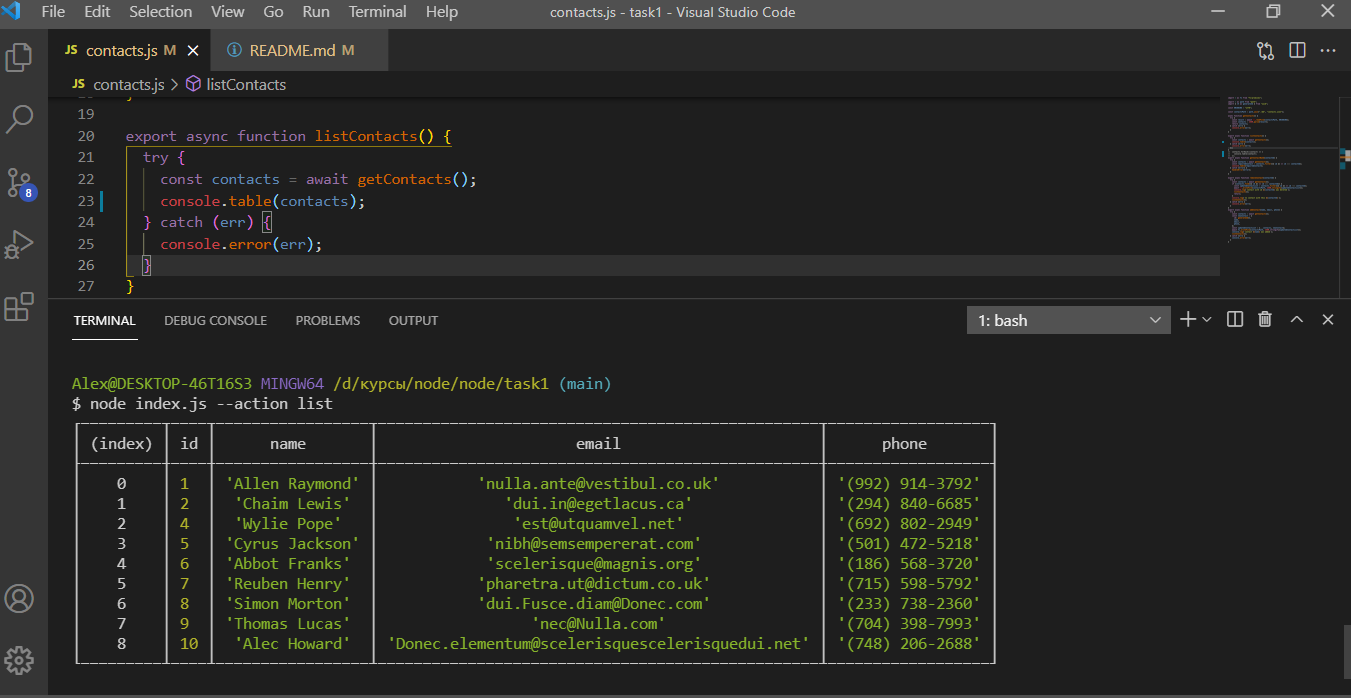 File Edit Selection View Go Run Terminal Help contacts.js - task1 - Visual Studio Code
JS contacts.js M README.md M
JS contacts.js > listContacts
19
20 export async function listContacts() {
21 try {
22 const contacts = await getContacts();
23 console.table(contacts);
24 } catch (err) {
25 console.error(err);
26 }
27 }
8
TERMINAL DEBUG CONSOLE PROBLEMS OUTPUT 1: bash
Alex@DESKTOP-46T16S3 MINGW64 /d/курсы/node/node/task1 (main)
$ node index.js --action list
(index) id name email phone
0 1 'Allen Raymond' 'nulla.ante@vestibul.co.uk' '(992) 914-3792'
1 2 'Chaim Lewis' 'dui.in@egetlacus.ca' '(294) 840-6685'
2 4 'Wylie Pope' 'est@utquamvel.net' '(692) 802-2949'
3 5 'Cyrus Jackson' 'nibh@semsempererat.com' '(501) 472-5218'
4 6 'Abbot Franks' 'scelerisque@magnis.org' '(186) 568-3720'
5 7 'Reuben Henry' 'pharetra.ut@dictum.co.uk' '(715) 598-5792'
6 8 'Simon Morton' 'dui.Fusce.diam@Donec.com' '(233) 738-2360'
7 9 'Thomas Lucas' 'nec@Nulla.com' '(704) 398-7993'
8 10 'Alec Howard' 'Donec.elementum@scelerisquescelerisquedui.net' '(748) 206-2688'